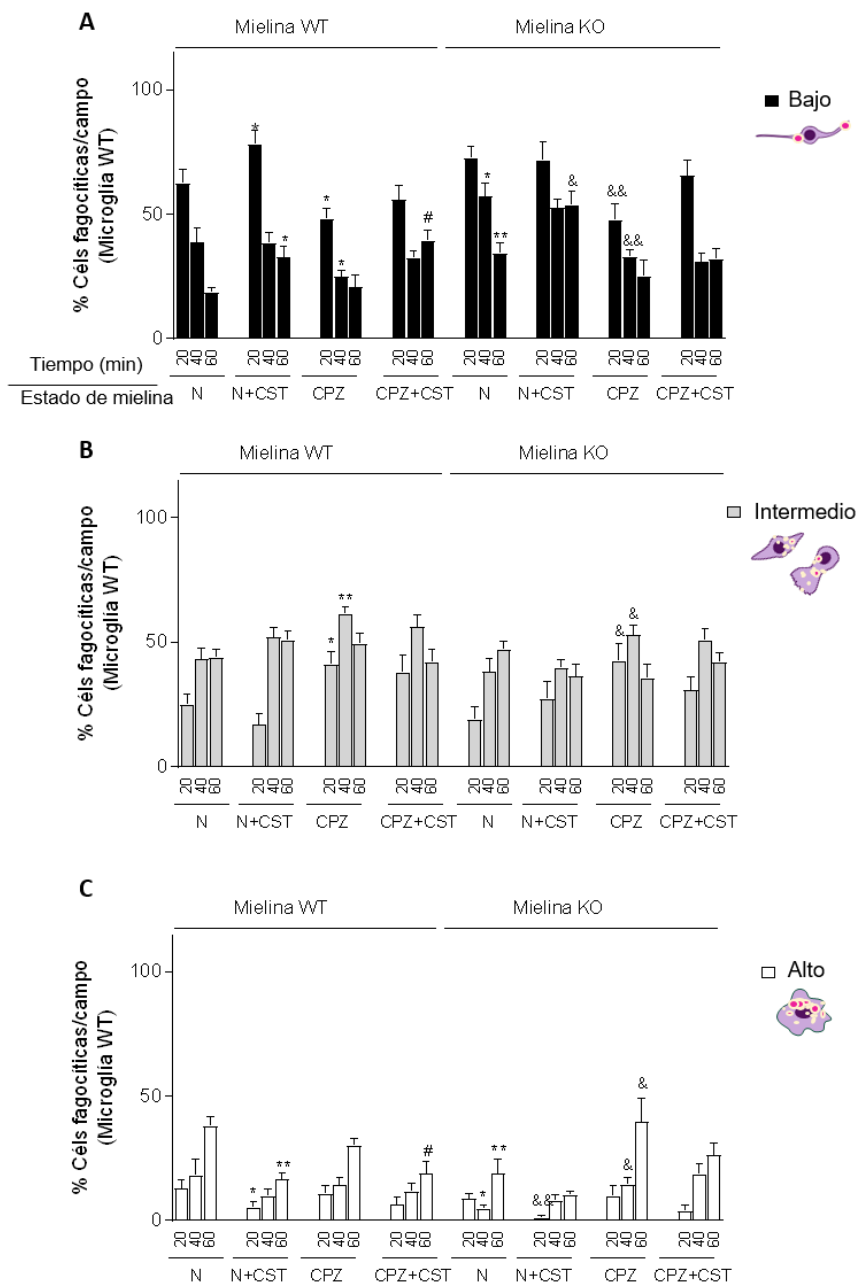 A
Mielina WT Mielina KO
% Céls fagocíticas/campo
(Microglia WT)
100
50
0
* * * * # * ** & && &&
Bajo
Tiempo (min)
20 40 60 20 40 60 20 40 60 20 40 60 20 40 60 20 40 60 20 40 60 20 40 60
Estado de mielina
N N+CST CPZ CPZ+CST N N+CST CPZ CPZ+CST
B
Mielina WT Mielina KO
% Céls fagocíticas/campo
(Microglia WT)
100
50
0
* ** & &
Intermedio
20 40 60 20 40 60 20 40 60 20 40 60 20 40 60 20 40 60 20 40 60 20 40 60
N N+CST CPZ CPZ+CST N N+CST CPZ CPZ+CST
C
Mielina WT Mielina KO
% Céls fagocíticas/campo
(Microglia WT)
100
50
0
* ** # * ** && & &
Alto
20 40 60 20 40 60 20 40 60 20 40 60 20 40 60 20 40 60 20 40 60 20 40 60
N N+CST CPZ CPZ+CST N N+CST CPZ CPZ+CST